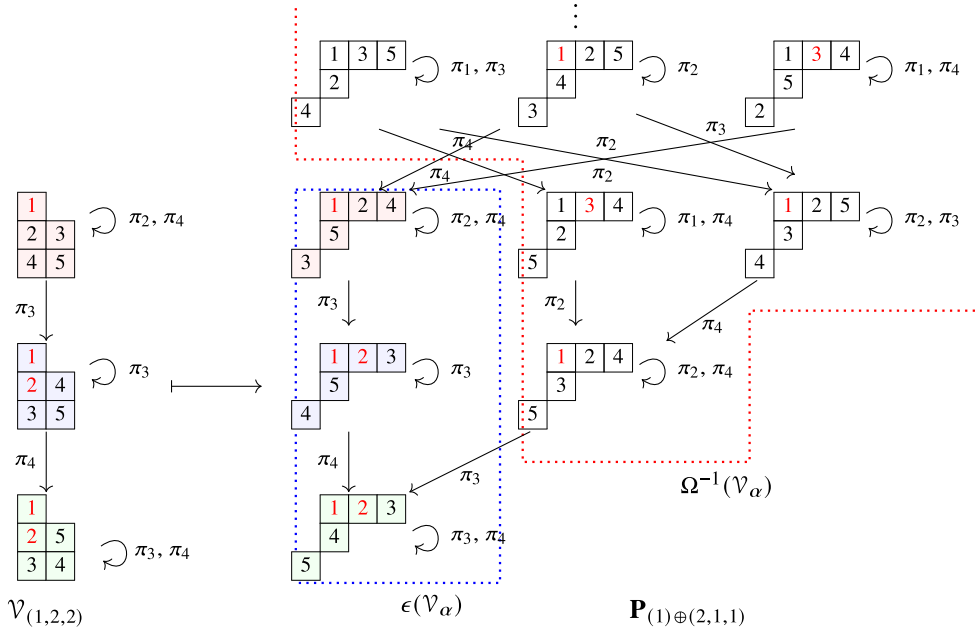 ⋮
1 3 5 1 2 5 1 3 4
π₁, π₃ π₂ π₁, π₄
2 4 5
4 3 2
π₃
π₄ π₂
π₄ π₂
1 1 2 4 1 3 4 1 2 5
π₂, π₄ π₂, π₄ π₁, π₄ π₂, π₃
2 3 5 2 3
4 5 3 5 4
π₃ π₃ π₂ π₄
1 1 2 3 1 2 4
π₃ π₃ π₂, π₄
2 4 5 3
3 5 4 5
π₄ π₄ π₃
Ω⁻¹(𝒱_α)
1 1 2 3
2 5 4
π₃, π₄ π₃, π₄
3 4 5
𝒱_(1,2,2) ϵ(𝒱_α) 𝐏_(1)⊕(2,1,1)